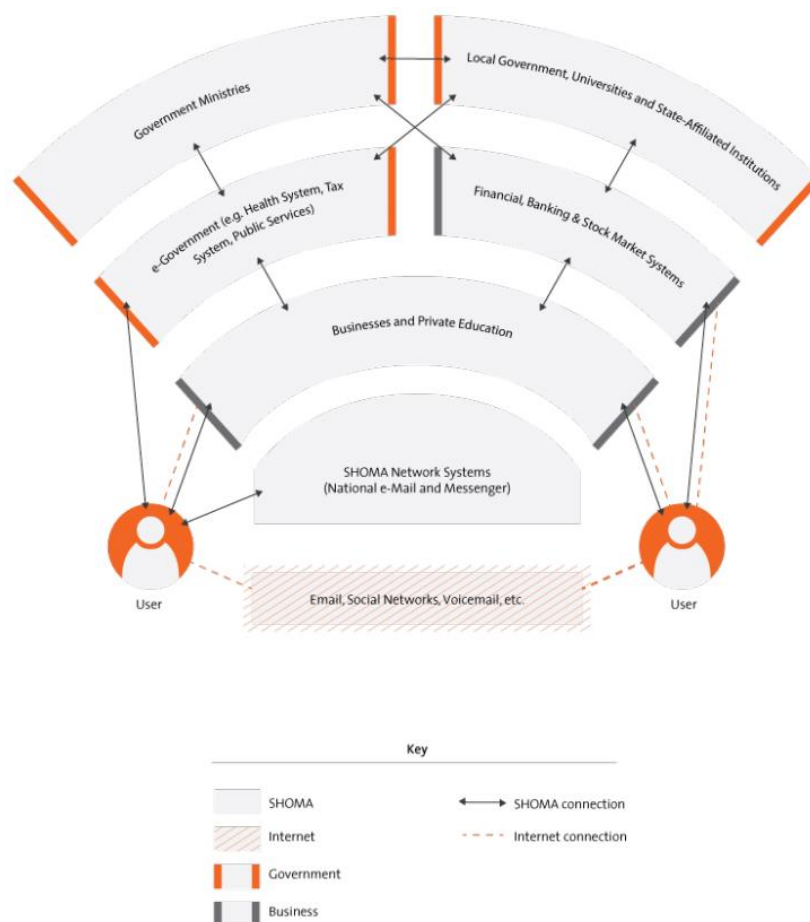 Government Ministries
Local Government, Universities and State-Affiliated Institutions
e-Government (e.g. Health System, Tax
System, Public Services)
Financial, Banking & Stock Market Systems
Businesses and Private Education
SHOMA Network Systems
(National e-Mail and Messenger)
User
Email, Social Networks, Voicemail, etc.
User
Key
SHOMA
SHOMA connection
Internet
Internet connection
Government
Business